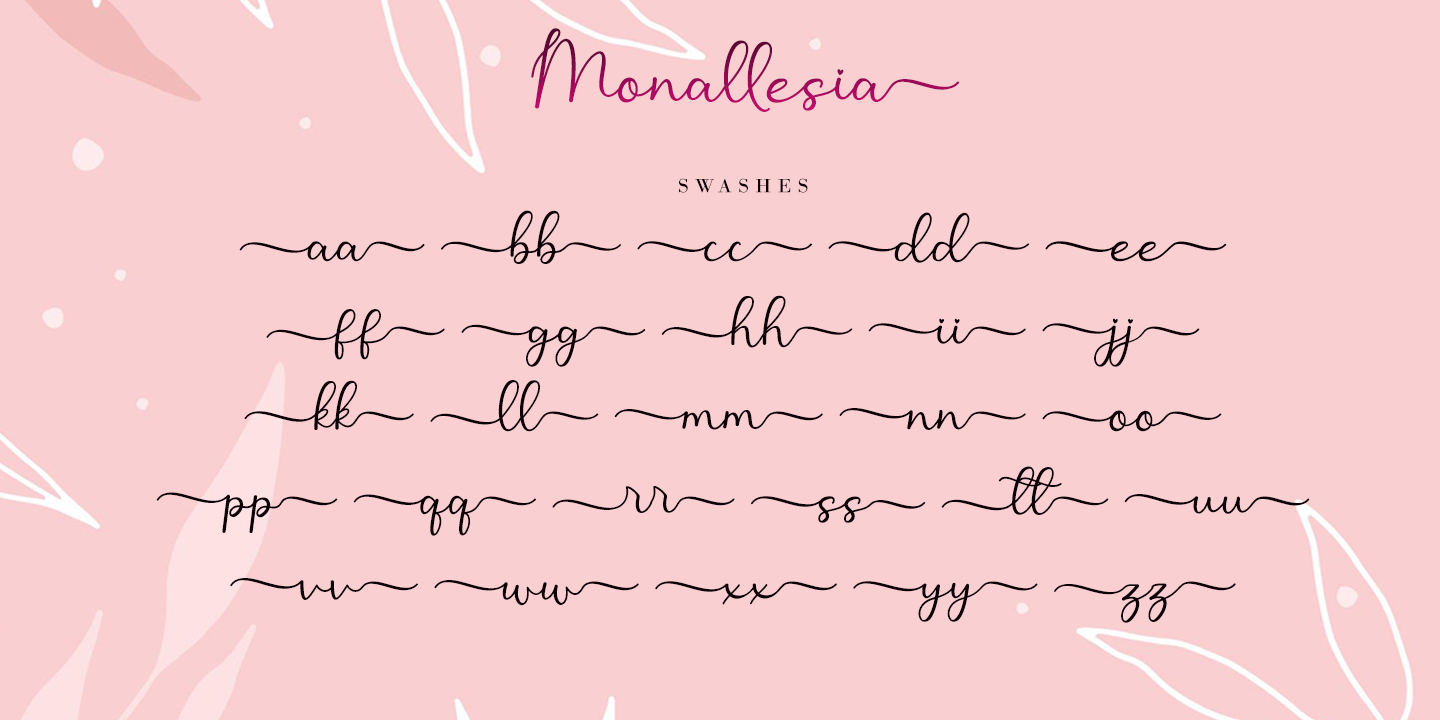 Monallesia
SWASHES
aa bb cc dd ee
ff gg hh ii jj
kk ll mm nn oo
pp qq rr ss tt uu
vv ww xx yy zz